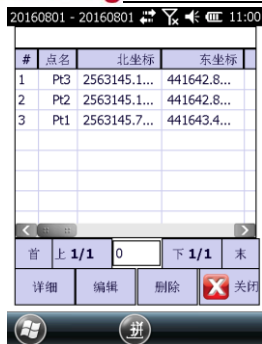 20160801 - 20160801 11:00
# 点名 北坐标 东坐标
1 Pt3 2563145.1... 441642.8...
2 Pt2 2563145.1... 441642.8...
3 Pt1 2563145.7... 441643.4...
首 上 1/1 0 下 1/1 末
详细 编辑 删除 关闭
拼